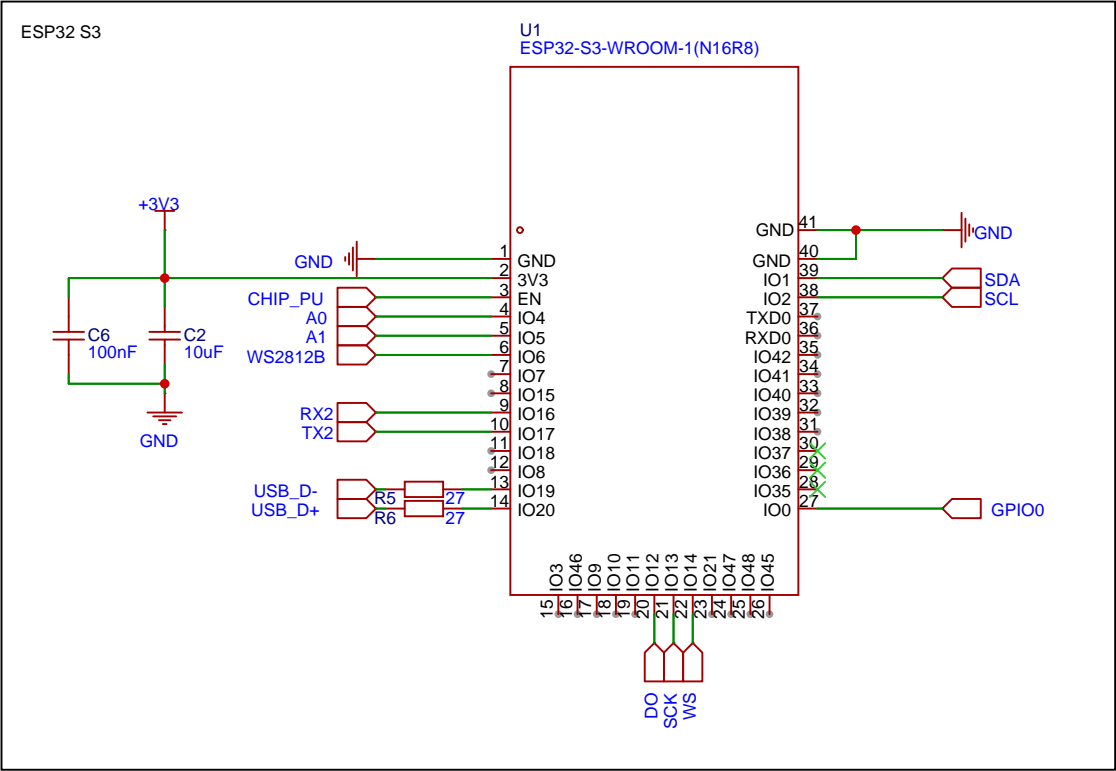 ESP32 S3
U1
ESP32-S3-WROOM-1(N16R8)
+3V3
C6
100nF
C2
10uF
GND
GND
CHIP_PU
A0
A1
WS2812B
RX2
TX2
USB_D-
USB_D+
R5
27
R6
27
1 GND
2 3V3
3 EN
4 IO4
5 IO5
6 IO6
7 IO7
8 IO15
9 IO16
10 IO17
11 IO18
12 IO8
13 IO19
14 IO20
GND 41
GND 40
IO1 39
IO2 38
TXD0 37
RXD0 36
IO42 35
IO41 34
IO40 33
IO39 32
IO38 31
IO37 30
IO36 29
IO35 28
IO0 27
GND
SDA
SCL
GPIO0
IO3 15
IO46 16
IO9 17
IO10 18
IO11 19
IO12 20
IO13 21
IO14 22
IO21 23
IO47 24
IO48 25
IO45 26
DO
SCK
WS